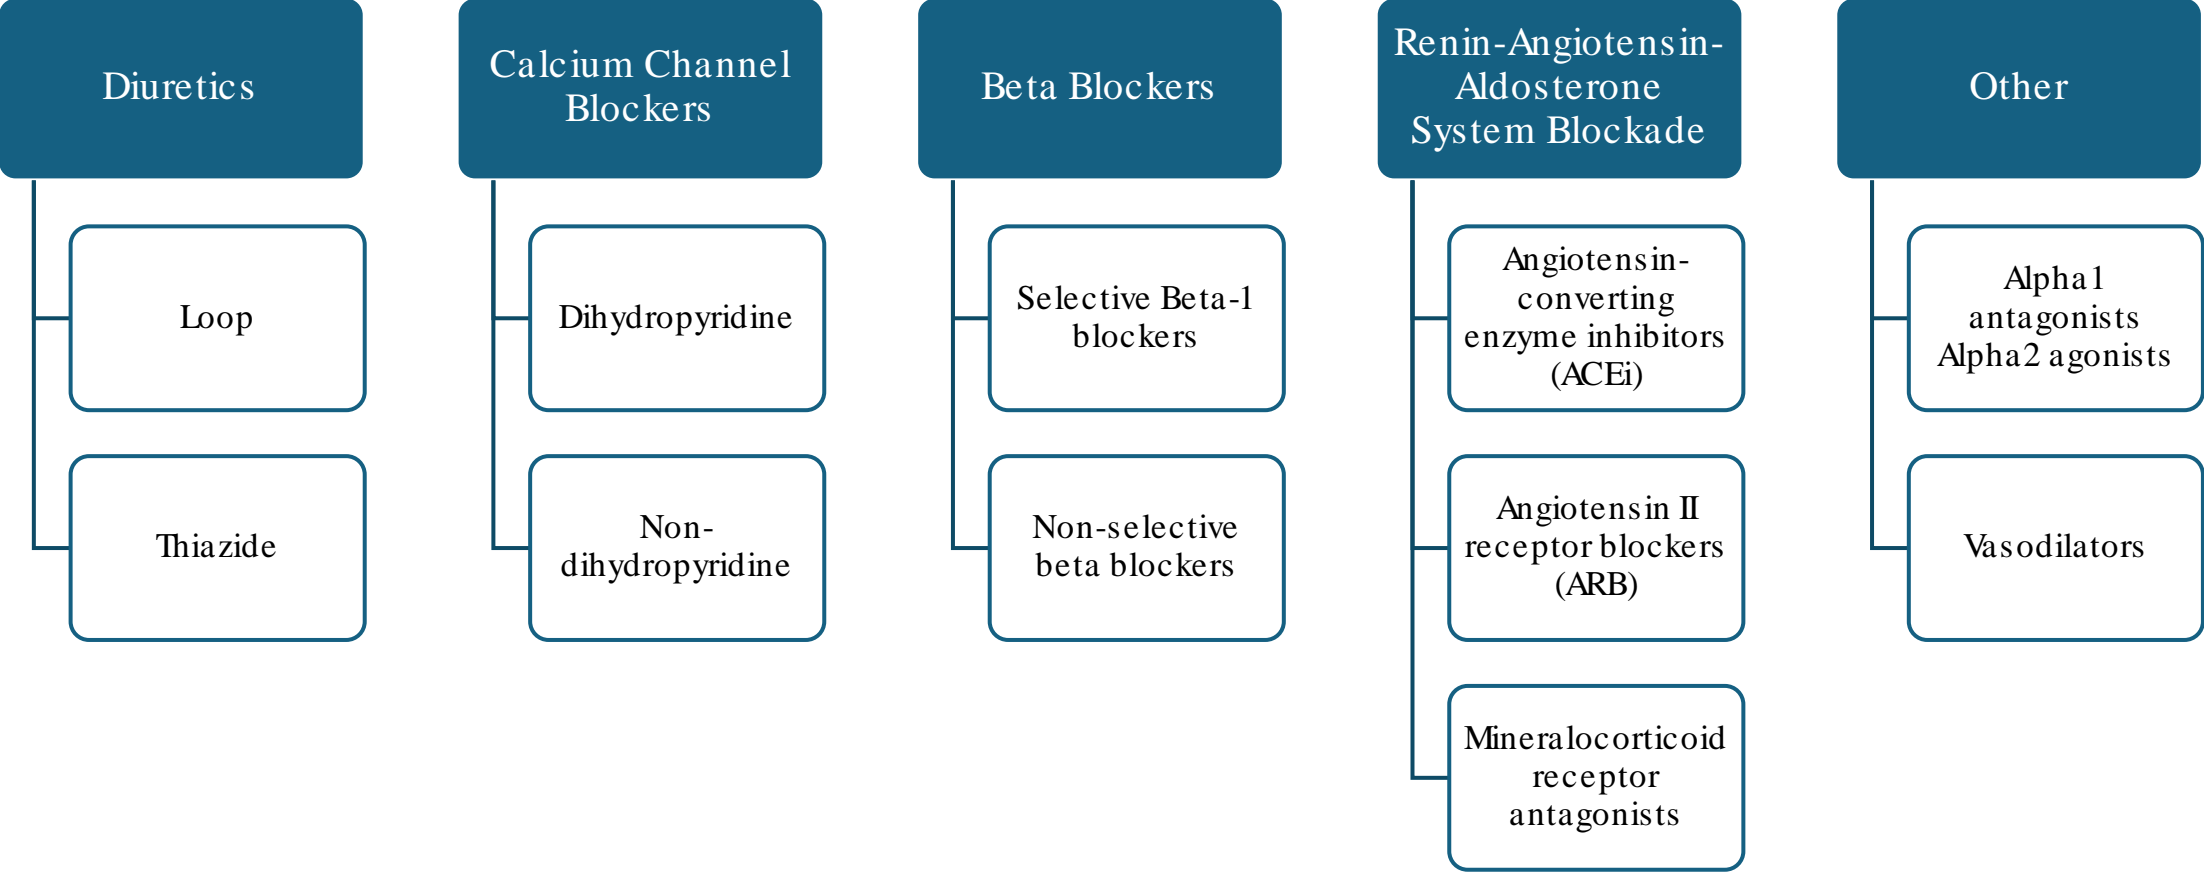 Diuretics
Loop
Thiazide
Calcium Channel
Blockers
Dihydropyridine
Non-
dihydropyridine
Beta Blockers
Selective Beta-1
blockers
Non-selective
beta blockers
Renin-Angiotensin-
Aldosterone
System Blockade
Angiotensin-
converting
enzyme inhibitors
(ACEi)
Angiotensin II
receptor blockers
(ARB)
Mineralocorticoid
receptor
antagonists
Other
Alpha1
antagonists
Alpha2 agonists
Vasodilators